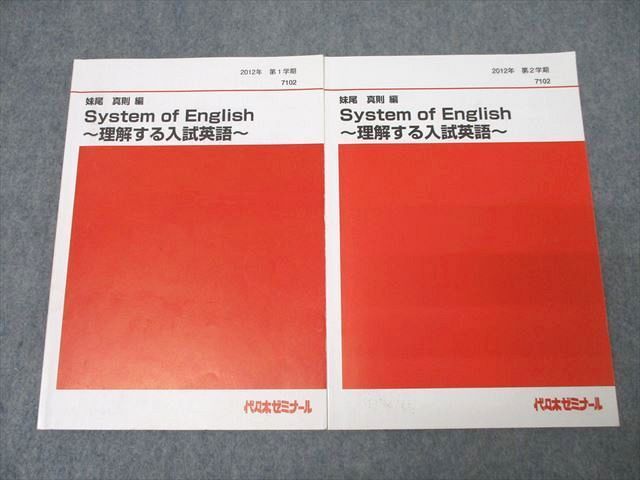 2012年 第1学期
7102
妹尾 真則 編
System of English
～理解する入試英語～
代々木ゼミナール
2012年 第2学期
7102
妹尾 真則 編
System of English
～理解する入試英語～
代々木ゼミナール